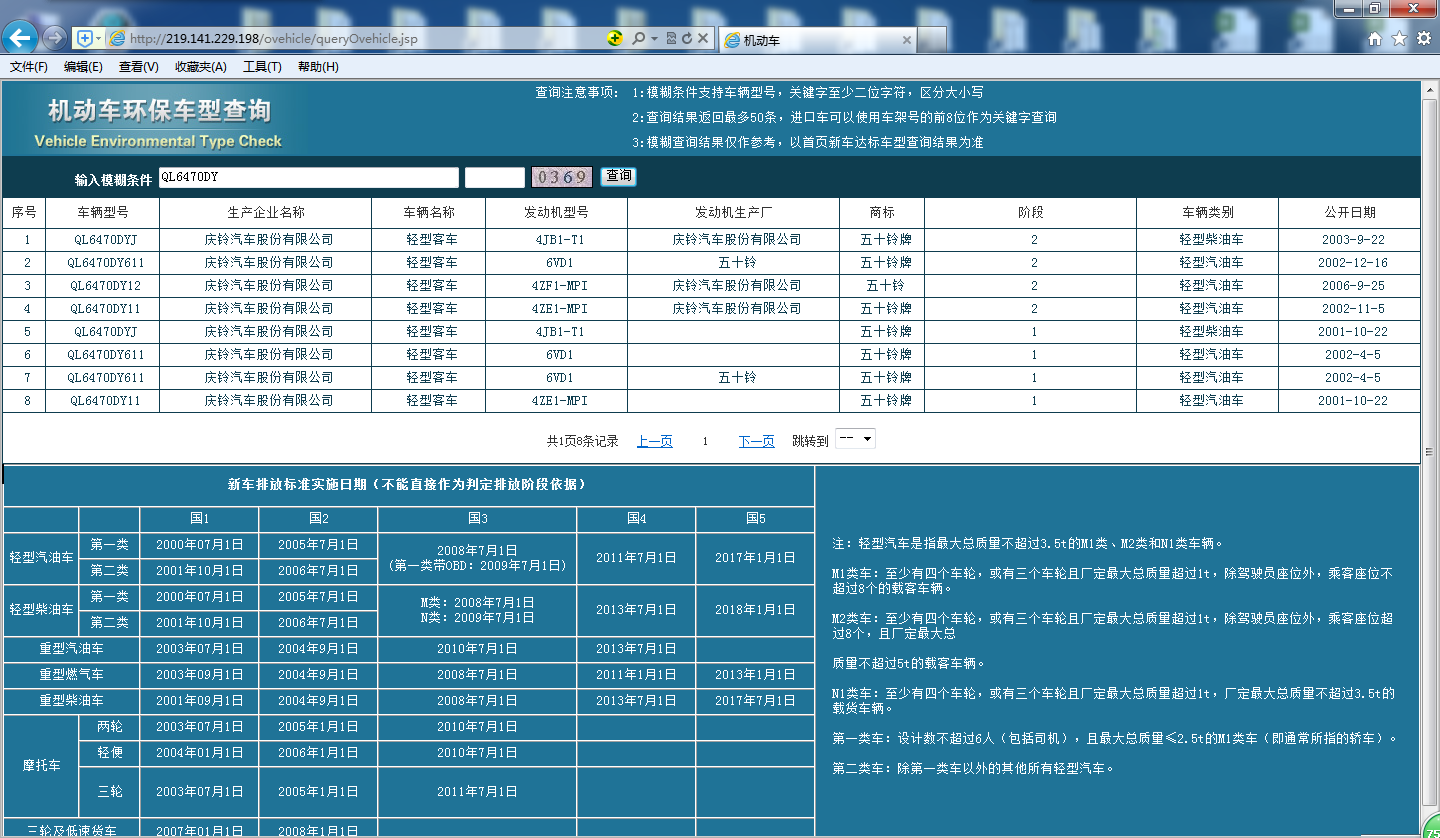 http://219.141.229.198/ovehicle/queryOvehicle.jsp
机动车
文件(F) 编辑(E) 查看(V) 收藏夹(A) 工具(T) 帮助(H)
机动车环保车型查询
Vehicle Environmental Type Check
查询注意事项： 1:模糊条件支持车辆型号，关键字至少二位字符，区分大小写
2:查询结果返回最多50条，进口车可以使用车架号的前8位作为关键字查询
3:模糊查询结果仅作参考，以首页新车达标车型查询结果为准
输入模糊条件 QL6470DY 0369 查询
序号 车辆型号 生产企业名称 车辆名称 发动机型号 发动机生产厂 商标 阶段 车辆类别 公开日期
1 QL6470DYJ 庆铃汽车股份有限公司 轻型客车 4JB1-T1 庆铃汽车股份有限公司 五十铃牌 2 轻型柴油车 2003-9-22
2 QL6470DY611 庆铃汽车股份有限公司 轻型客车 6VD1 五十铃 五十铃牌 2 轻型汽油车 2002-12-16
3 QL6470DY12 庆铃汽车股份有限公司 轻型客车 4ZF1-MPI 庆铃汽车股份有限公司 五十铃 2 轻型汽油车 2006-9-25
4 QL6470DY11 庆铃汽车股份有限公司 轻型客车 4ZE1-MPI 庆铃汽车股份有限公司 五十铃牌 2 轻型汽油车 2002-11-5
5 QL6470DYJ 庆铃汽车股份有限公司 轻型客车 4JB1-T1 五十铃牌 1 轻型柴油车 2001-10-22
6 QL6470DY611 庆铃汽车股份有限公司 轻型客车 6VD1 五十铃牌 1 轻型汽油车 2002-4-5
7 QL6470DY611 庆铃汽车股份有限公司 轻型客车 6VD1 五十铃 五十铃牌 1 轻型汽油车 2002-4-5
8 QL6470DY11 庆铃汽车股份有限公司 轻型客车 4ZE1-MPI 五十铃牌 1 轻型汽油车 2001-10-22
共1页8条记录 上一页 1 下一页 跳转到 --
新车排放标准实施日期（不能直接作为判定排放阶段依据）
国1 国2 国3 国4 国5
轻型汽油车 第一类 2000年07月1日 2005年7月1日 2008年7月1日 2011年7月1日 2017年1月1日
(第一类带OBD：2009年7月1日)
第二类 2001年10月1日 2006年7月1日
轻型柴油车 第一类 2000年07月1日 2005年7月1日 M类：2008年7月1日 2013年7月1日 2018年1月1日
N类：2009年7月1日
第二类 2001年10月1日 2006年7月1日
重型汽油车 2003年07月1日 2004年9月1日 2010年7月1日 2013年7月1日
重型燃气车 2003年09月1日 2004年9月1日 2008年7月1日 2011年1月1日 2013年1月1日
重型柴油车 2001年09月1日 2004年9月1日 2008年7月1日 2013年7月1日 2017年7月1日
摩托车 两轮 2003年07月1日 2005年1月1日 2010年7月1日
轻便 2004年01月1日 2006年1月1日 2010年7月1日
三轮 2003年07月1日 2005年1月1日 2011年7月1日
三轮及低速货车 2007年01月1日 2008年1月1日
注：轻型汽车是指最大总质量不超过3.5t的M1类、M2类和N1类车辆。
M1类车：至少有四个车轮，或有三个车轮且厂定最大总质量超过1t，除驾驶员座位外，乘客座位不
超过8个的载客车辆。
M2类车：至少有四个车轮，或有三个车轮且厂定最大总质量超过1t，除驾驶员座位外，乘客座位超
过8个，且厂定最大总
质量不超过5t的载客车辆。
N1类车：至少有四个车轮，或有三个车轮且厂定最大总质量超过1t，厂定最大总质量不超过3.5t的
载货车辆。
第一类车：设计数不超过6人（包括司机），且最大总质量≤2.5t的M1类车（即通常所指的轿车）。
第二类车：除第一类车以外的其他所有轻型汽车。